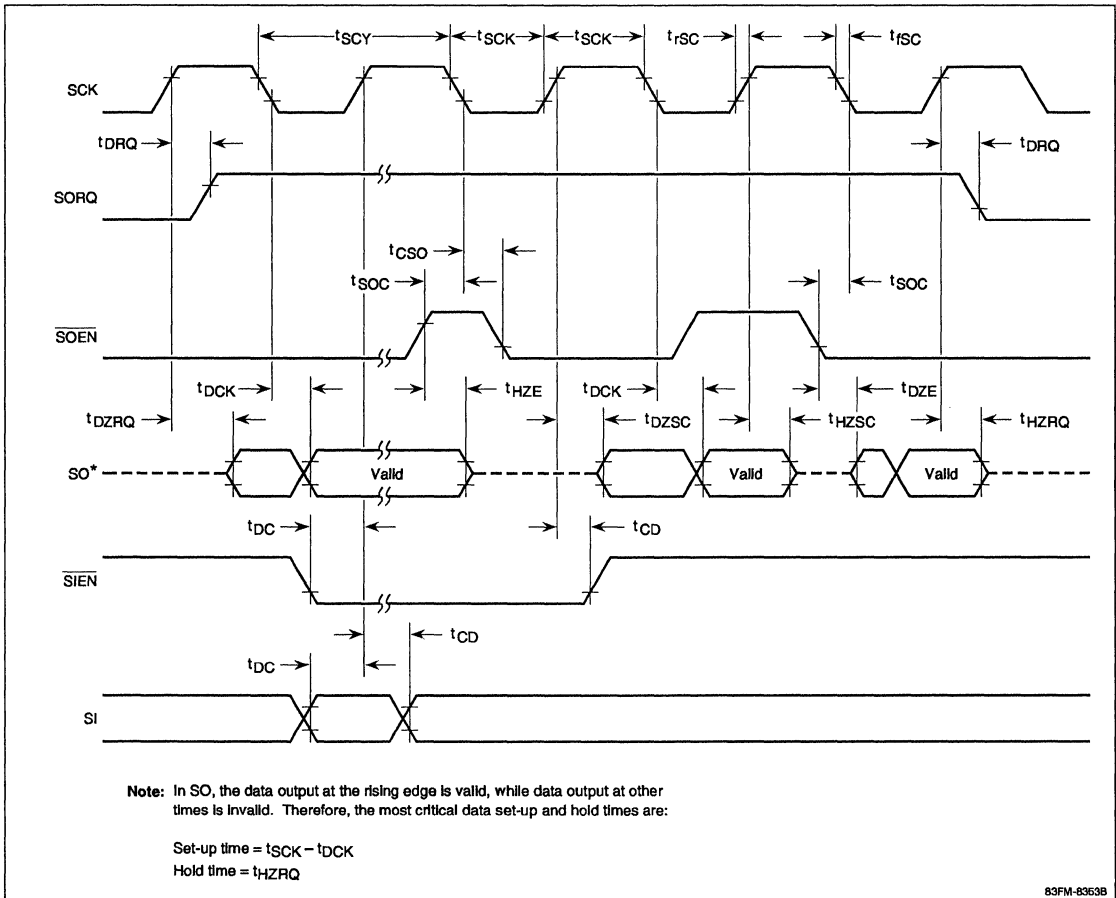 tSCY tSCK tSCK trSC tfSC
SCK
tDRQ tDRQ
SORQ
tCSO
tSOC tSOC
SOEN
tDCK tHZE tDCK tDZE
tDZRQ tDZSC tHZSC tHZRQ
SO* Valid Valid Valid
tDC tCD
SIEN
tCD
tDC
SI
Note: In SO, the data output at the rising edge is valid, while data output at other
times is invalid. Therefore, the most critical data set-up and hold times are:
Set-up time = tSCK – tDCK
Hold time = tHZRQ
83FM-8363B